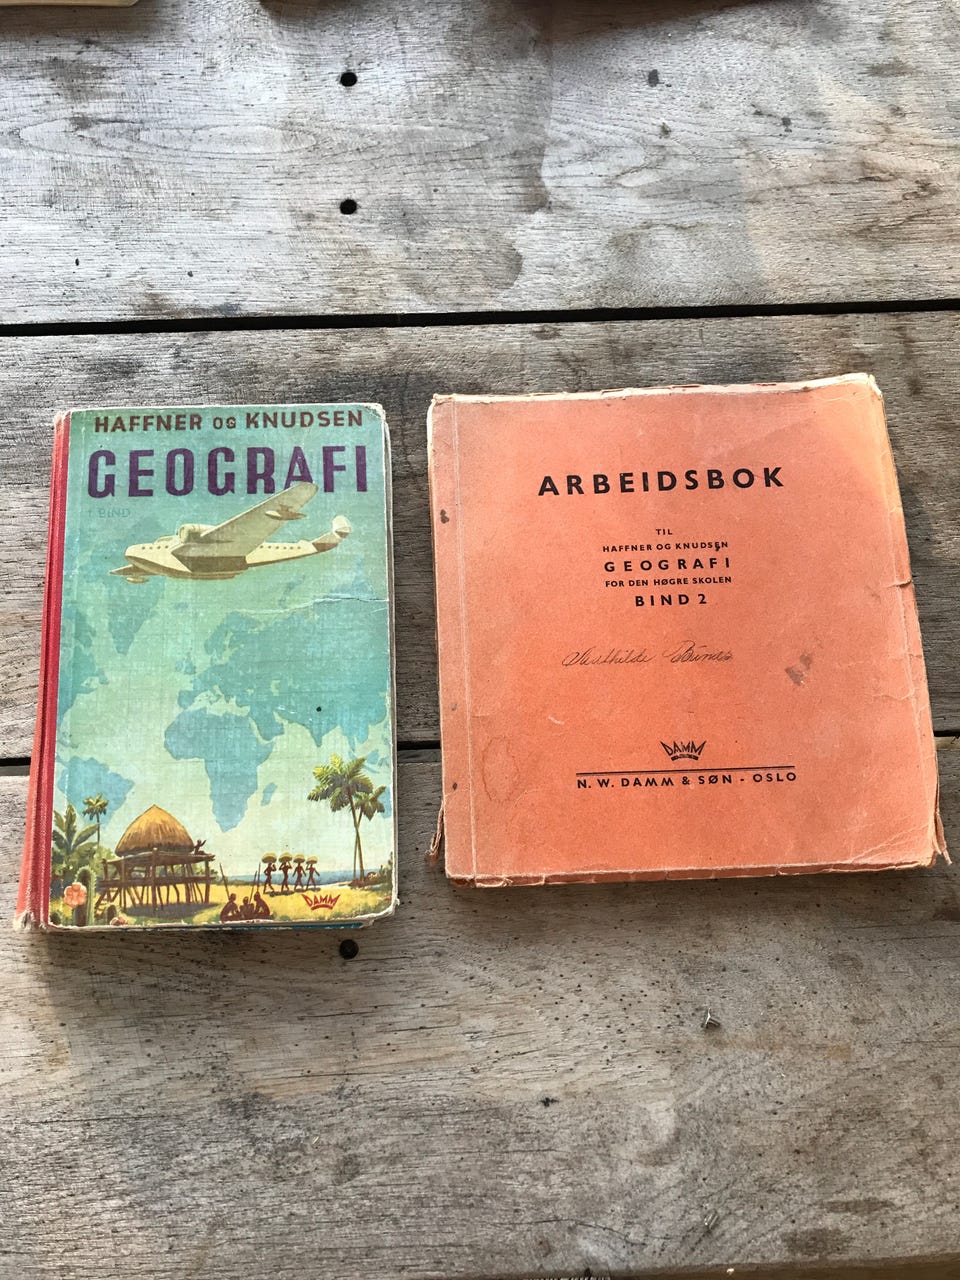 HAFFNER OG KNUDSEN
GEOGRAFI
1 BIND
DAMM
ARBEIDSBOK
TIL
HAFFNER OG KNUDSEN
GEOGRAFI
FOR DEN HØGRE SKOLEN
BIND 2
DAMM
N. W. DAMM & SØN - OSLO